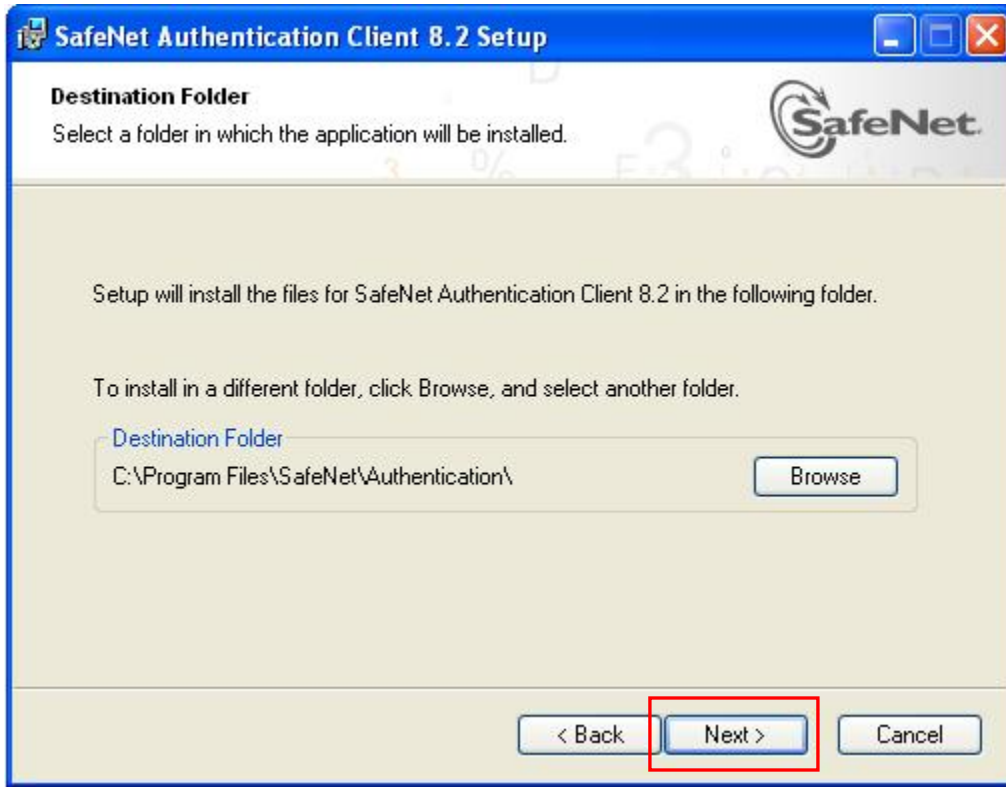 SafeNet Authentication Client 8.2 Setup
Destination Folder
Select a folder in which the application will be installed.
SafeNet.
Setup will install the files for SafeNet Authentication Client 8.2 in the following folder.
To install in a different folder, click Browse, and select another folder.
Destination Folder
C:\Program Files\SafeNet\Authentication\
Browse
< Back
Next >
Cancel